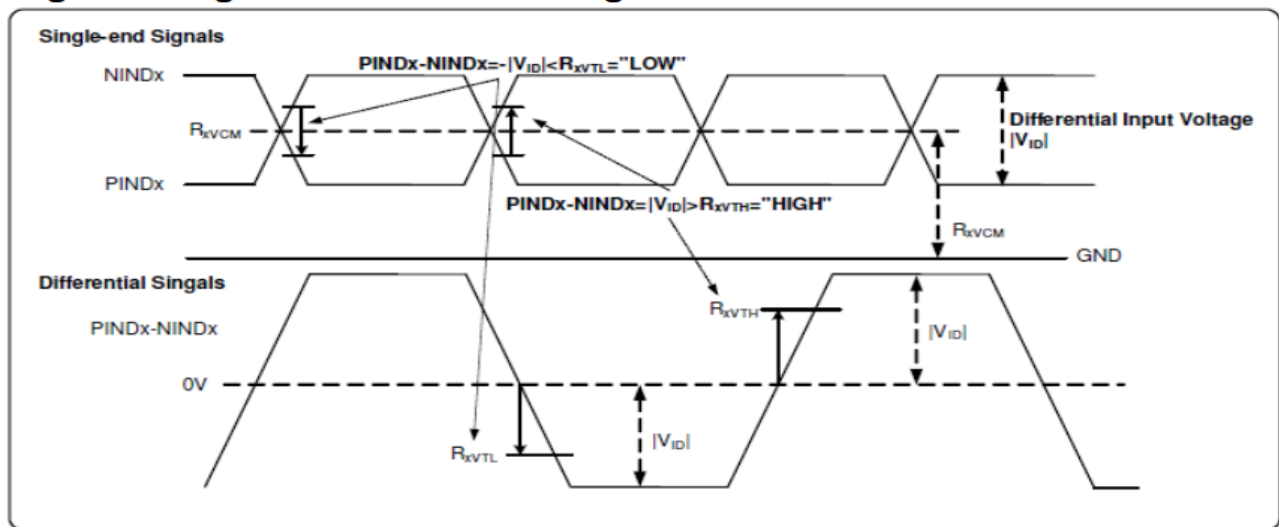 Single-end Signals
NINDx
PINDx-NINDx=-|VID|<RxVTL="LOW"
RxVCM
Differential Input Voltage
|VID|
PINDx
PINDx-NINDx=|VID|>RxVTH="HIGH"
RxVCM
GND
Differential Singals
RxVTH
PINDx-NINDx
|VID|
0V
|VID|
RxVTL